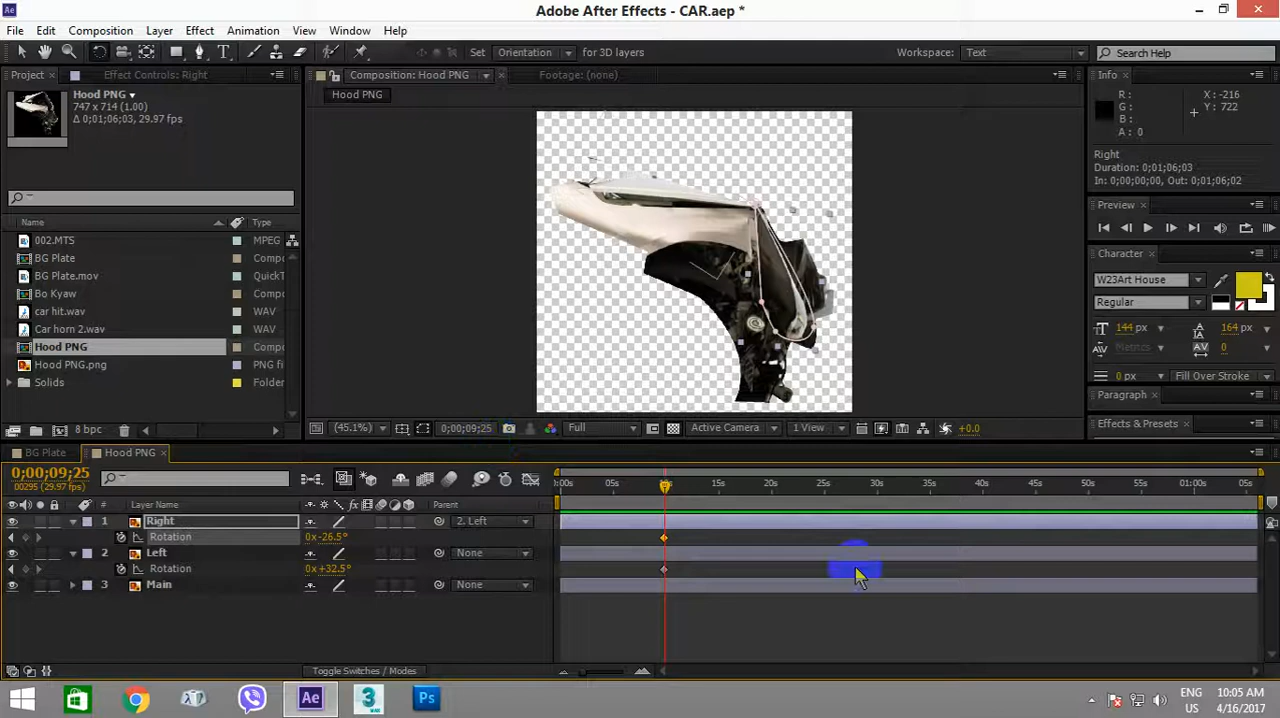 Adobe After Effects - CAR.aep *
File Edit Composition Layer Effect Animation View Window Help
Set Orientation for 3D layers Workspace: Text Search Help
Project Effect Controls: Right Composition: Hood PNG Footage: (none) Info
Hood PNG
747 x 714 (1.00)
Δ 0;01;06;03, 29.97 fps
Hood PNG
R :
G :
B :
A : 0
X: -216
Y: 722
Right
Duration: 0;01;06;03
In: 0;00;00;00, Out: 0;01;06;02
Preview
Character
W23Art House
Regular
144 px 164 px
Metrics 0
0 px Fill Over Stroke
Paragraph
Effects & Presets
Name Type
002.MTS MPEG
BG Plate Compo
BG Plate.mov QuickT
Bo Kyaw Compo
car hit.wav WAV
Car horn 2.wav WAV
Hood PNG Compo
Hood PNG.png PNG fi
Solids Folder
8 bpc
(45.1%) 0;00;09;25 Full Active Camera 1 View +0.0
BG Plate Hood PNG
0;00;09;25
00295 (29.97 fps)
0:00s 05s 15s 20s 25s 30s 35s 40s 45s 50s 55s 1:00s 05s
# Layer Name Parent
1 Right 2. Left
Rotation 0x-26.5°
2 Left None
Rotation 0x+32.5°
3 Main None
Toggle Switches / Modes
ENG 10:05 AM
US 4/16/2017